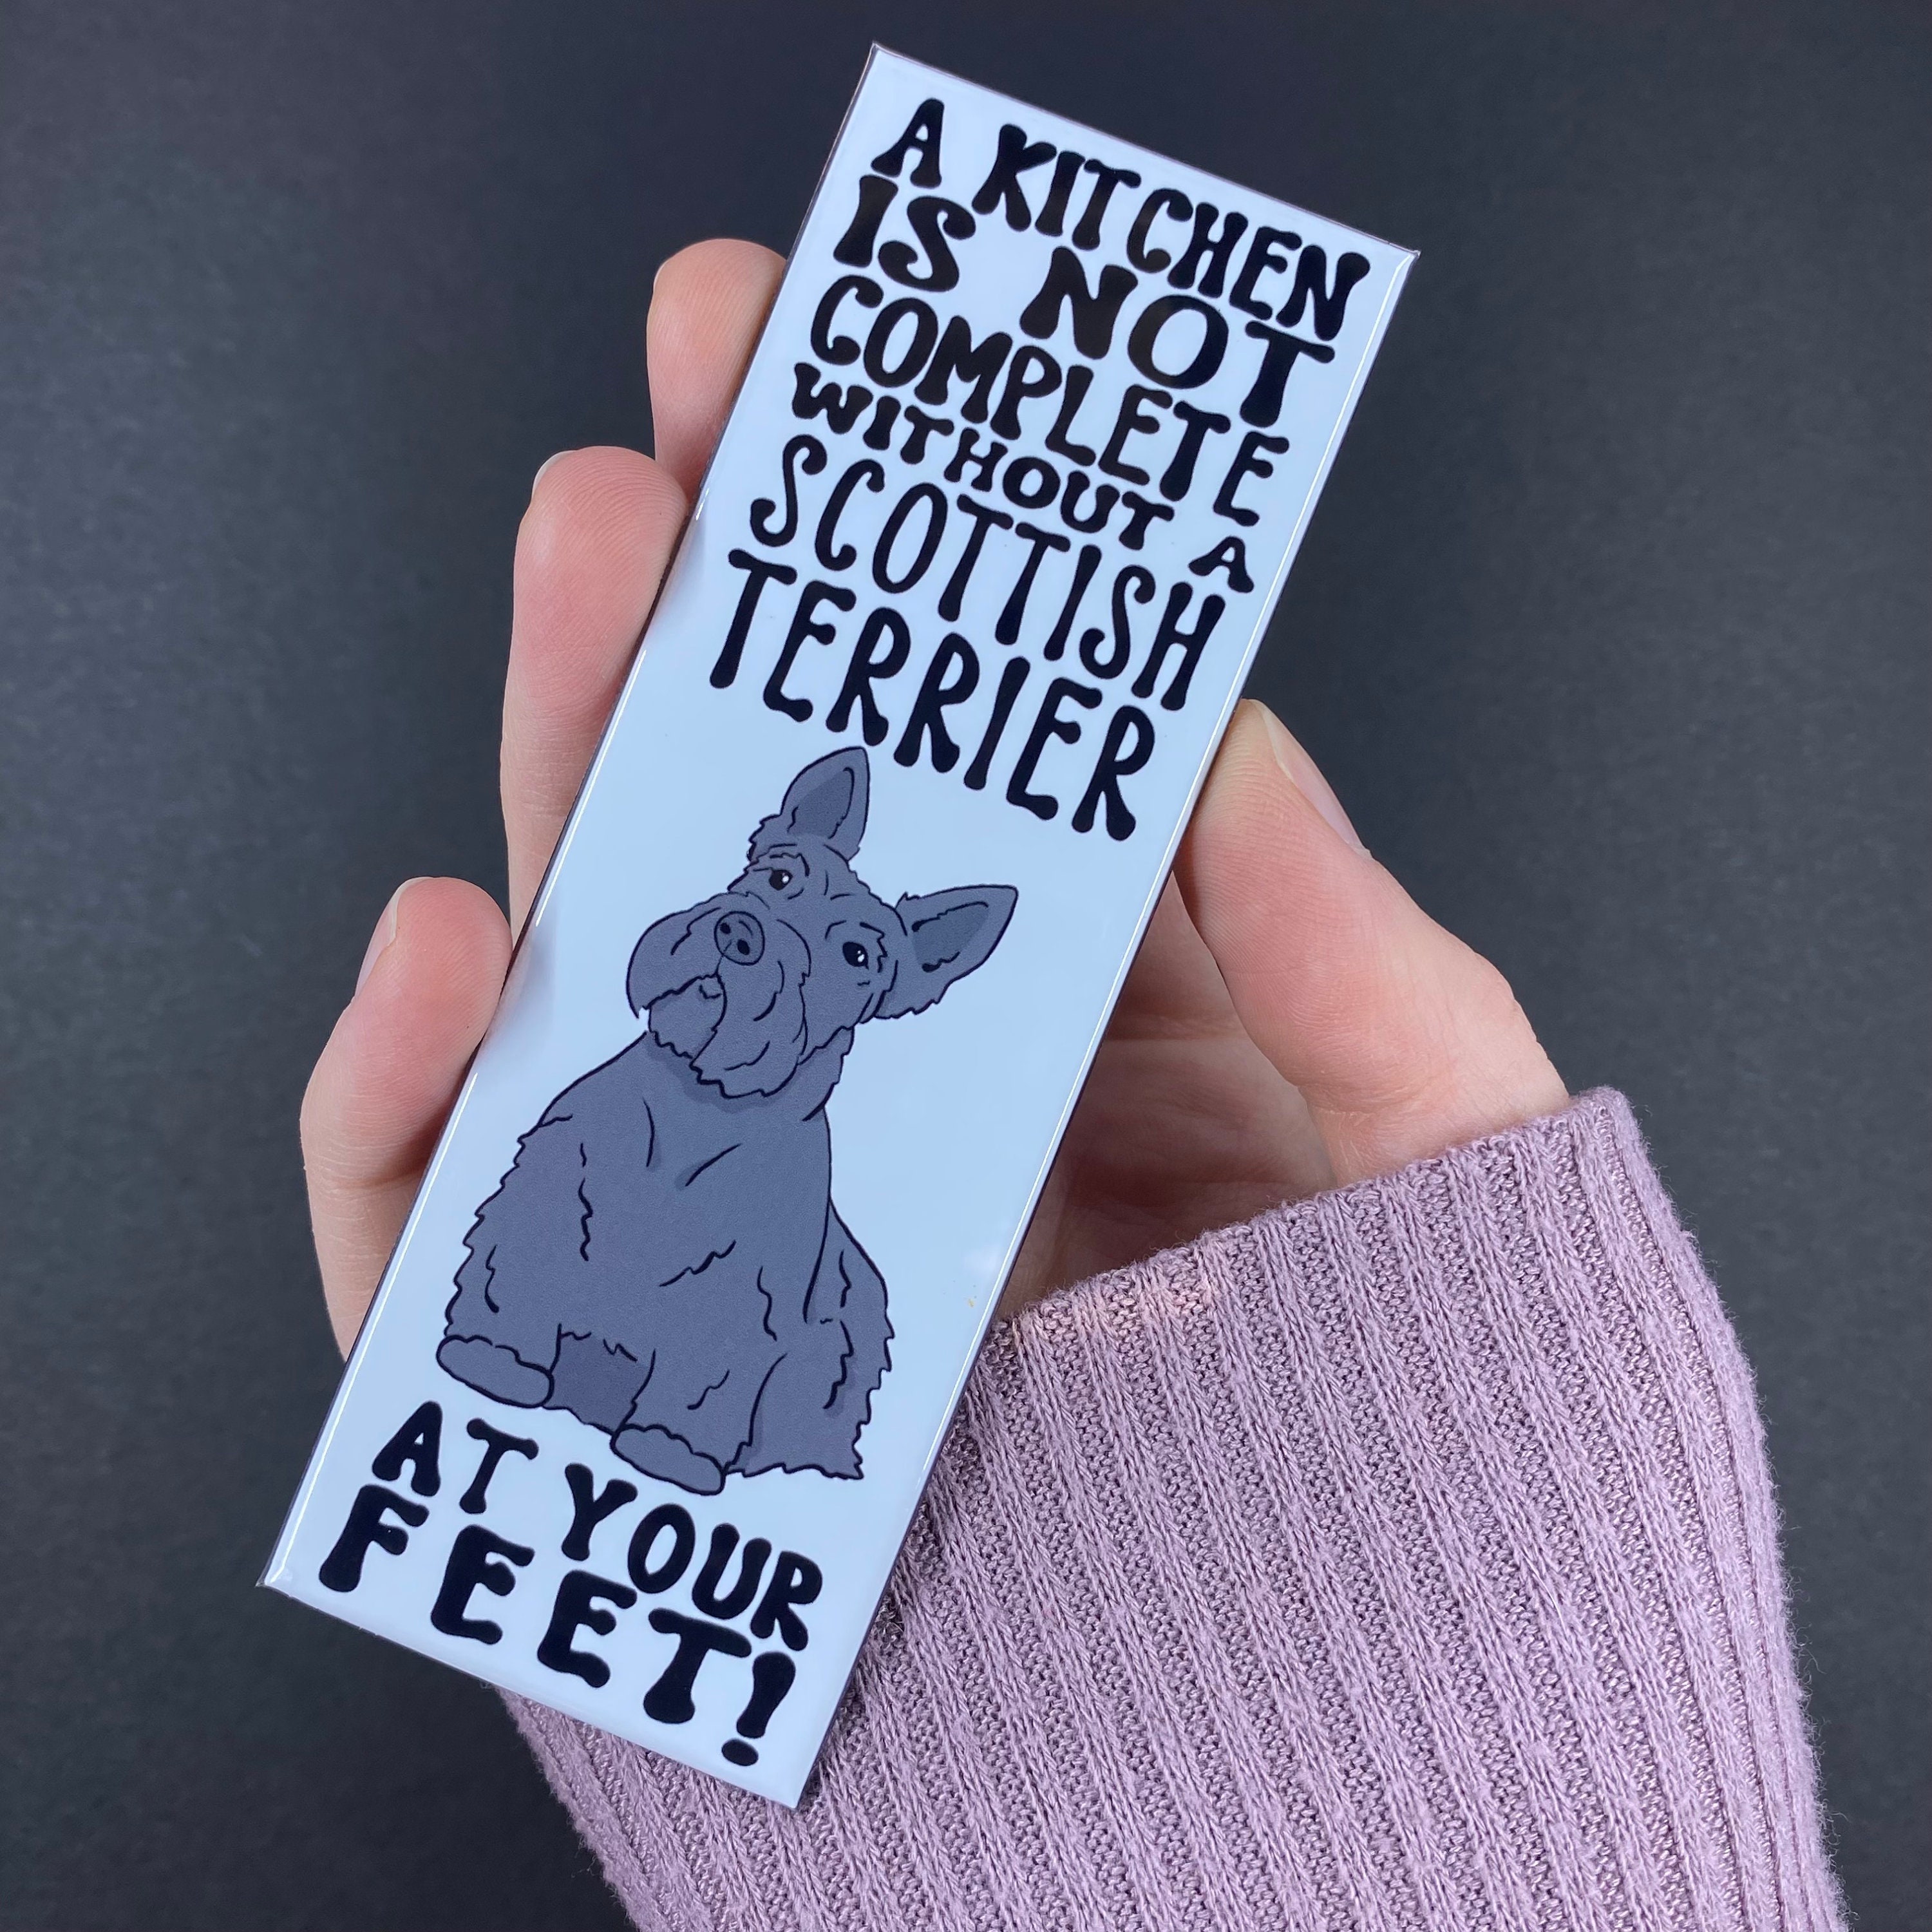 A KITCHEN
IS NOT
COMPLETE
WITHOUT A
SCOTTISH
TERRIER
AT YOUR
FEET!